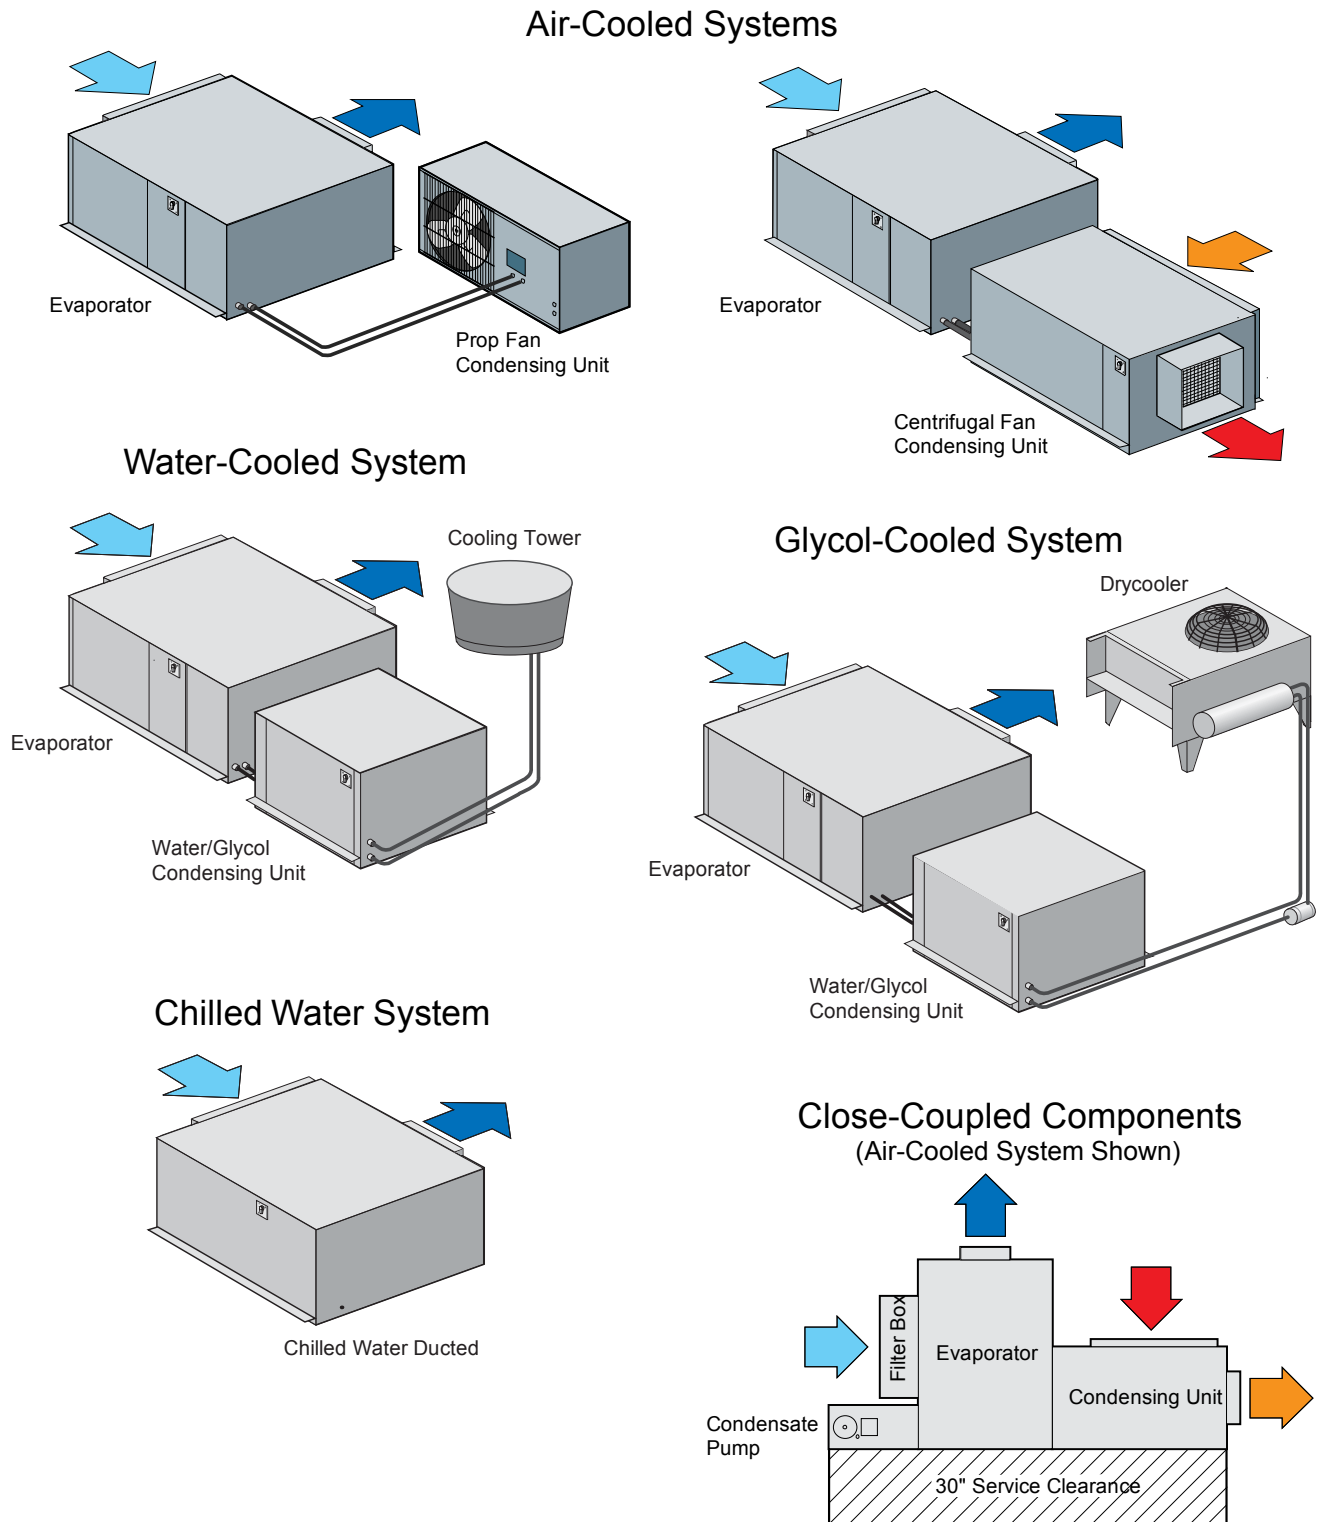 Air-Cooled Systems
Evaporator
Prop Fan
Condensing Unit
Evaporator
Centrifugal Fan
Condensing Unit
Water-Cooled System
Cooling Tower
Evaporator
Water/Glycol
Condensing Unit
Glycol-Cooled System
Drycooler
Evaporator
Water/Glycol
Condensing Unit
Chilled Water System
Chilled Water Ducted
Close-Coupled Components
(Air-Cooled System Shown)
Filter Box
Evaporator
Condensing Unit
Condensate
Pump
30" Service Clearance